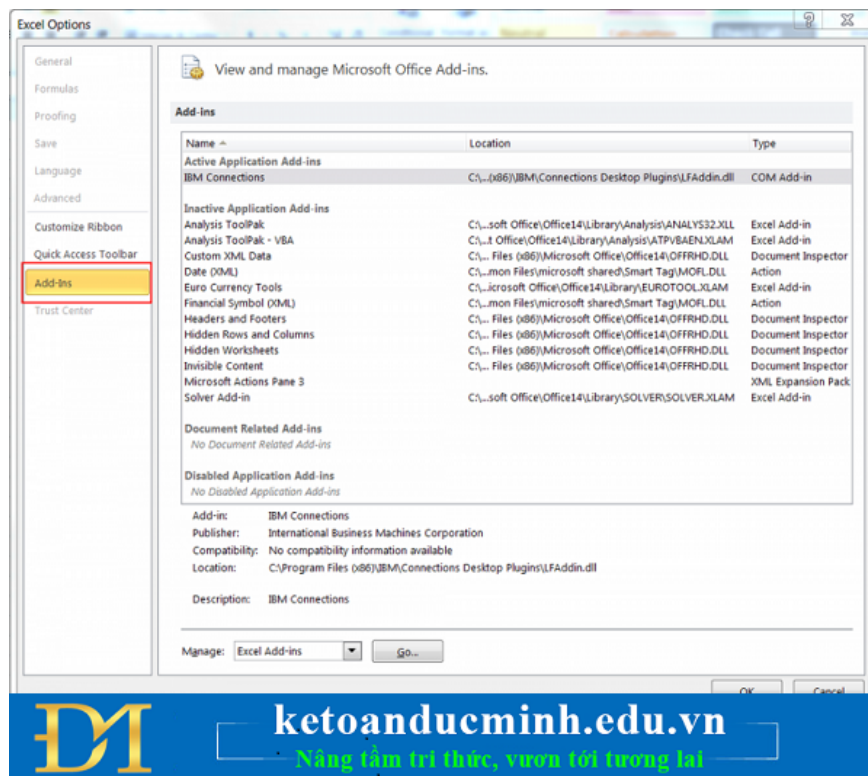 Excel Options
General
Formulas
Proofing
Save
Language
Advanced
Customize Ribbon
Quick Access Toolbar
Add-Ins
Trust Center
View and manage Microsoft Office Add-ins.
Add-ins
Name Location Type
Active Application Add-ins
IBM Connections C:\...(x86)\IBM\Connections Desktop Plugins\LFAddin.dll COM Add-in
Inactive Application Add-ins
Analysis ToolPak C:\...soft Office\Office14\Library\Analysis\ANALYS32.XLL Excel Add-in
Analysis ToolPak - VBA C:\...t Office\Office14\Library\Analysis\ATPVBAEN.XLAM Excel Add-in
Custom XML Data C:\... Files (x86)\Microsoft Office\Office14\OFFRHD.DLL Document Inspector
Date (XML) C:\...mon Files\microsoft shared\Smart Tag\MOFL.DLL Action
Euro Currency Tools C:\...icrosoft Office\Office14\Library\EUROTOOL.XLAM Excel Add-in
Financial Symbol (XML) C:\...mon Files\microsoft shared\Smart Tag\MOFL.DLL Action
Headers and Footers C:\... Files (x86)\Microsoft Office\Office14\OFFRHD.DLL Document Inspector
Hidden Rows and Columns C:\... Files (x86)\Microsoft Office\Office14\OFFRHD.DLL Document Inspector
Hidden Worksheets C:\... Files (x86)\Microsoft Office\Office14\OFFRHD.DLL Document Inspector
Invisible Content C:\... Files (x86)\Microsoft Office\Office14\OFFRHD.DLL Document Inspector
Microsoft Actions Pane 3 XML Expansion Pack
Solver Add-in C:\...soft Office\Office14\Library\SOLVER\SOLVER.XLAM Excel Add-in
Document Related Add-ins
No Document Related Add-ins
Disabled Application Add-ins
No Disabled Application Add-ins
Add-in: IBM Connections
Publisher: International Business Machines Corporation
Compatibility: No compatibility information available
Location: C:\Program Files (x86)\IBM\Connections Desktop Plugins\LFAddin.dll
Description: IBM Connections
Manage: Excel Add-ins Go...
OK Cancel
ĐM ketoanducminh.edu.vn
Nâng tầm tri thức, vươn tới tương lai